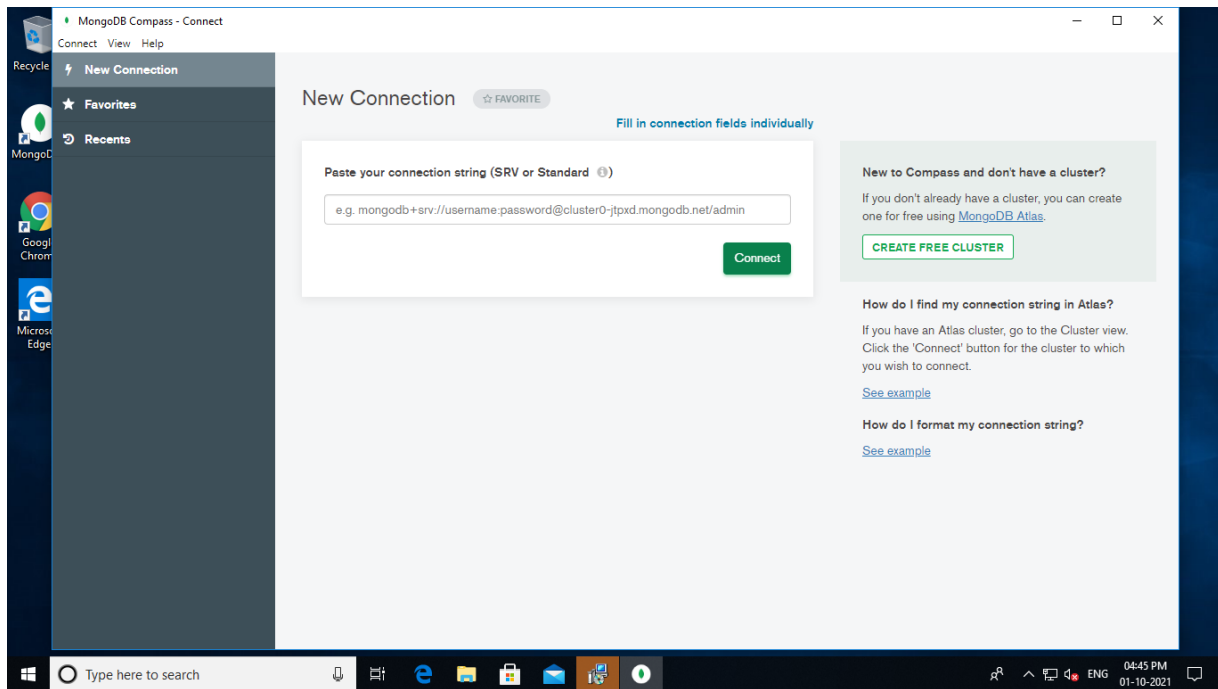 MongoDB Compass - Connect
Connect View Help
Recycle
New Connection
Favorites
Recents
MongoD
Googl
Chrom
Micros
Edge
New Connection
FAVORITE
Fill in connection fields individually
Paste your connection string (SRV or Standard )
e.g. mongodb+srv://username:password@cluster0-jtpxd.mongodb.net/admin
Connect
New to Compass and don't have a cluster?
If you don't already have a cluster, you can create
one for free using MongoDB Atlas.
CREATE FREE CLUSTER
How do I find my connection string in Atlas?
If you have an Atlas cluster, go to the Cluster view.
Click the 'Connect' button for the cluster to which
you wish to connect.
See example
How do I format my connection string?
See example
Type here to search
ENG
04:45 PM
01-10-2021